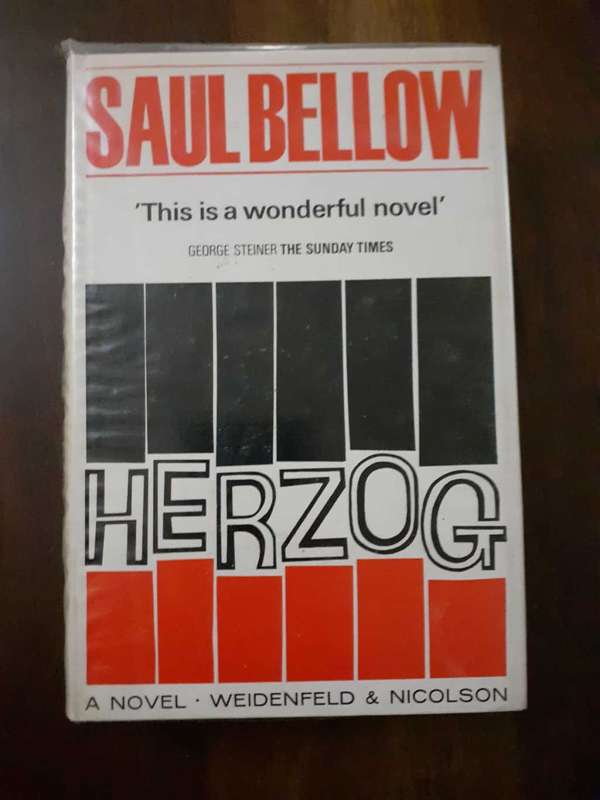 SAUL BELLOW
'This is a wonderful novel'
GEORGE STEINER THE SUNDAY TIMES
HERZOG
A NOVEL · WEIDENFELD & NICOLSON